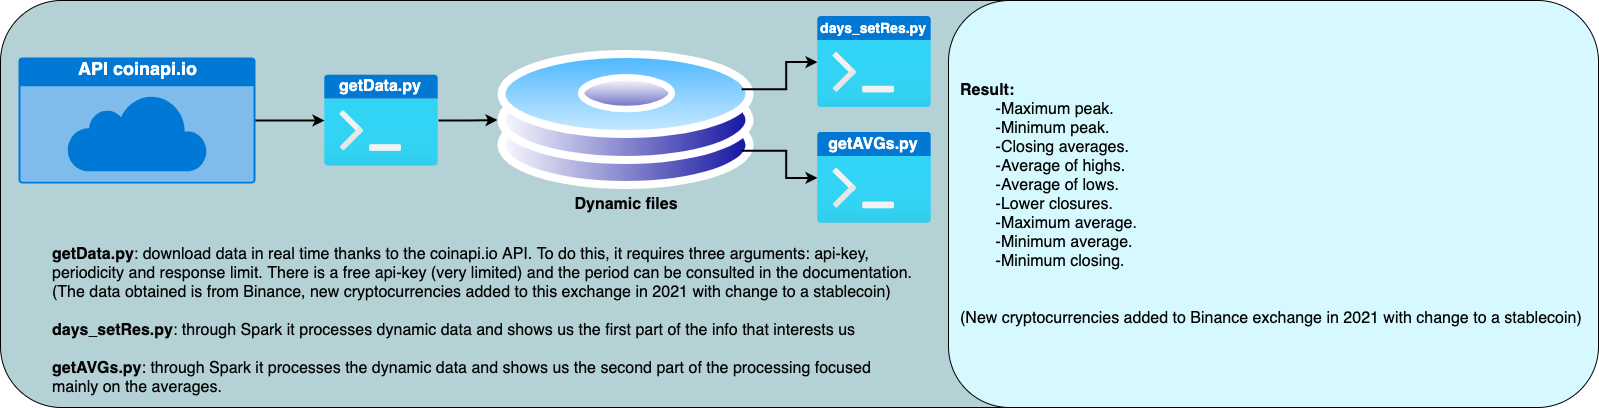 API coinapi.io
getData.py
days_setRes.py
getAVGs.py
Dynamic files
getData.py: download data in real time thanks to the coinapi.io API. To do this, it requires three arguments: api-key,
periodicity and response limit. There is a free api-key (very limited) and the period can be consulted in the documentation.
(The data obtained is from Binance, new cryptocurrencies added to this exchange in 2021 with change to a stablecoin)
days_setRes.py: through Spark it processes dynamic data and shows us the first part of the info that interests us
getAVGs.py: through Spark it processes the dynamic data and shows us the second part of the processing focused
mainly on the averages.
Result:
-Maximum peak.
-Minimum peak.
-Closing averages.
-Average of highs.
-Average of lows.
-Lower closures.
-Maximum average.
-Minimum average.
-Minimum closing.
(New cryptocurrencies added to Binance exchange in 2021 with change to a stablecoin)